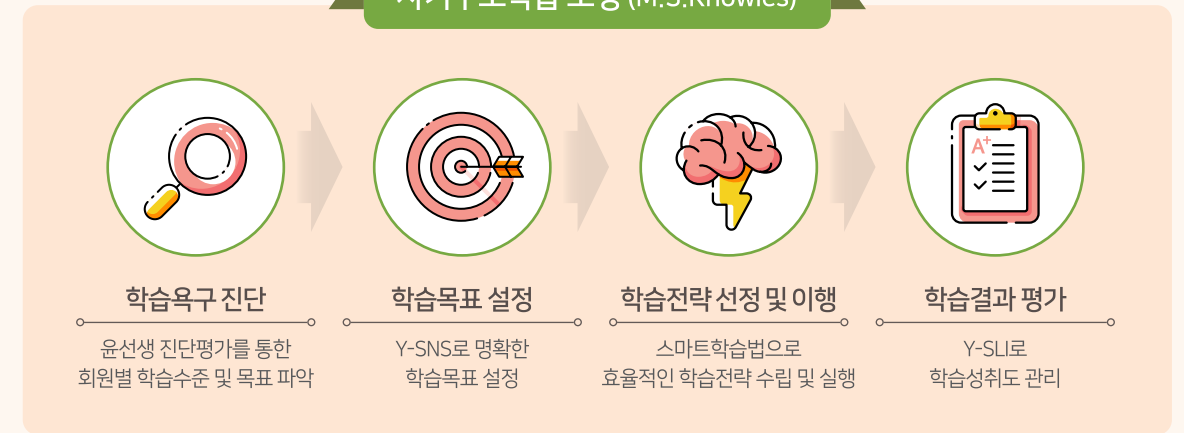 (M.S.Knowles)
A+
학습욕구 진단
윤선생 진단평가를 통한
회원별 학습수준 및 목표 파악
학습목표 설정
Y-SNS로 명확한
학습목표 설정
학습전략 선정 및 이행
스마트학습법으로
효율적인 학습전략 수립 및 실행
학습결과 평가
Y-SLI로
학습성취도 관리